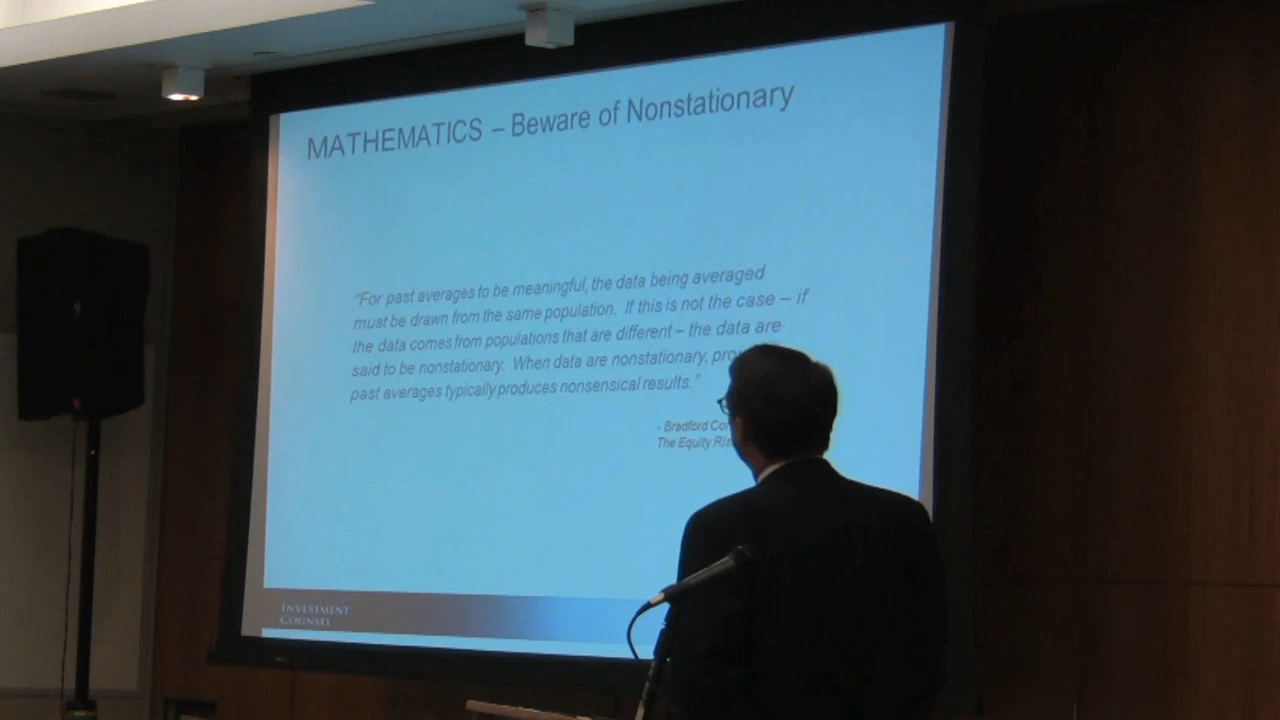 MATHEMATICS – Beware of Nonstationary
“For past averages to be meaningful, the data being averaged
must be drawn from the same population. If this is not the case – if
the data comes from populations that are different – the data are
said to be nonstationary. When data are nonstationary,
past averages typically produces nonsensical results.”
- Bradford
The Equity
INVESTMENT
COUNSEL